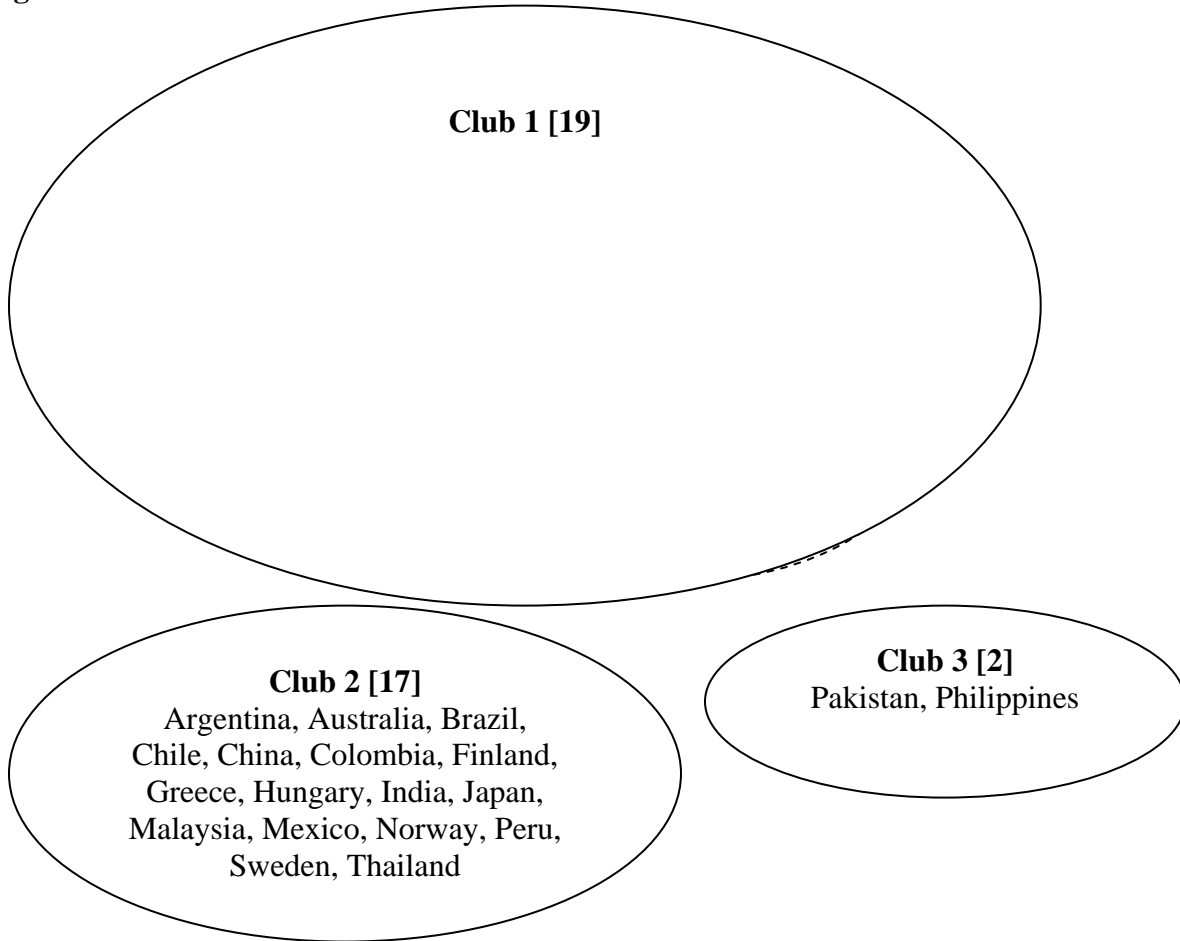 g
Club 1 [19]
Club 2 [17]
Argentina, Australia, Brazil,
Chile, China, Colombia, Finland,
Greece, Hungary, India, Japan,
Malaysia, Mexico, Norway, Peru,
Sweden, Thailand
Club 3 [2]
Pakistan, Philippines